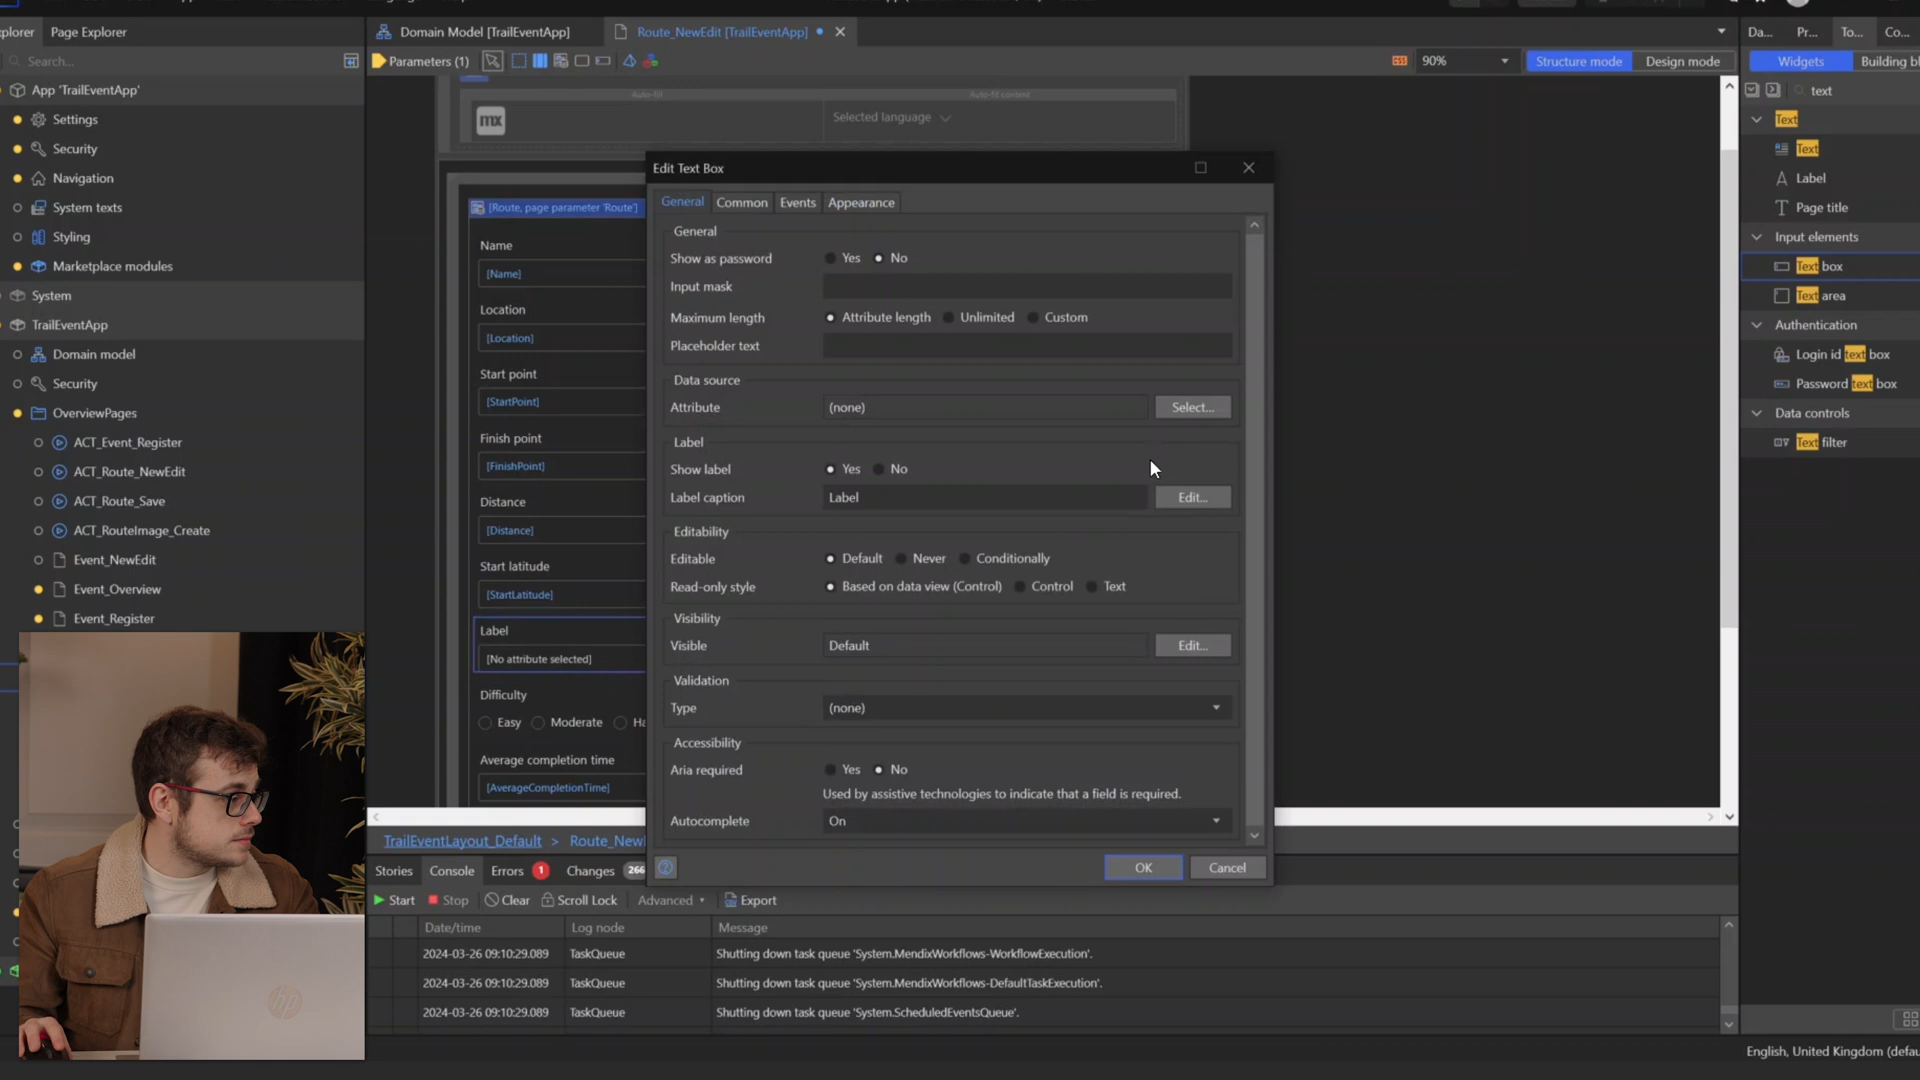 Explorer
Page Explorer
Domain Model [TrailEventApp]
Route_NewEdit [TrailEventApp]
Da...
Pr...
To...
Co...
Search...
Parameters (1)
90%
Structure mode
Design mode
Widgets
Building bl
App 'TrailEventApp'
Settings
Security
Navigation
System texts
Styling
Marketplace modules
System
TrailEventApp
Domain model
Security
OverviewPages
ACT_Event_Register
ACT_Route_NewEdit
ACT_Route_Save
ACT_RouteImage_Create
Event_NewEdit
Event_Overview
Event_Register
Auto-fill
Auto-fit content
mx
Selected language
[Route, page parameter 'Route']
Name
[Name]
Location
[Location]
Start point
[StartPoint]
Finish point
[FinishPoint]
Distance
[Distance]
Start latitude
[StartLatitude]
Label
[No attribute selected]
Difficulty
Easy
Moderate
Ha
Average completion time
[AverageCompletionTime]
Edit Text Box
General
Common
Events
Appearance
General
Show as password
Yes
No
Input mask
Maximum length
Attribute length
Unlimited
Custom
Placeholder text
Data source
Attribute
(none)
Select...
Label
Show label
Yes
No
Label caption
Label
Edit...
Editability
Editable
Default
Never
Conditionally
Read-only style
Based on data view (Control)
Control
Text
Visibility
Visible
Default
Edit...
Validation
Type
(none)
Accessibility
Aria required
Yes
No
Used by assistive technologies to indicate that a field is required.
Autocomplete
On
OK
Cancel
text
Text
Text
Label
Page title
Input elements
Text box
Text area
Authentication
Login id text box
Password text box
Data controls
Text filter
TrailEventLayout_Default > Route_NewE
Stories
Console
Errors 1
Changes 266
Start
Stop
Clear
Scroll Lock
Advanced
Export
Date/time
Log node
Message
2024-03-26 09:10:29.089 TaskQueue Shutting down task queue 'System.MendixWorkflows-WorkflowExecution'.
2024-03-26 09:10:29.089 TaskQueue Shutting down task queue 'System.MendixWorkflows-DefaultTaskExecution'.
2024-03-26 09:10:29.089 TaskQueue Shutting down task queue 'System.ScheduledEventsQueue'.
English, United Kingdom (defau
hp